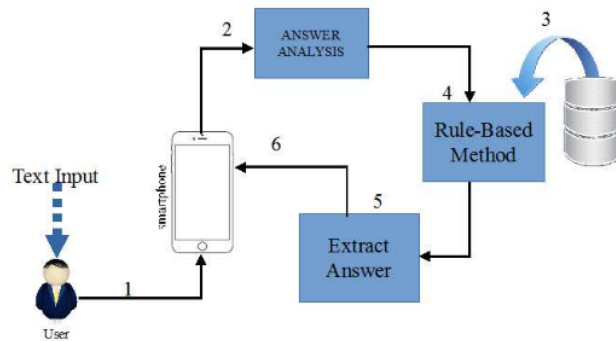 2
ANSWER
ANALYSIS
3
4
Rule-Based
Method
6
smartphone
Text Input
5
Extract
Answer
1
User